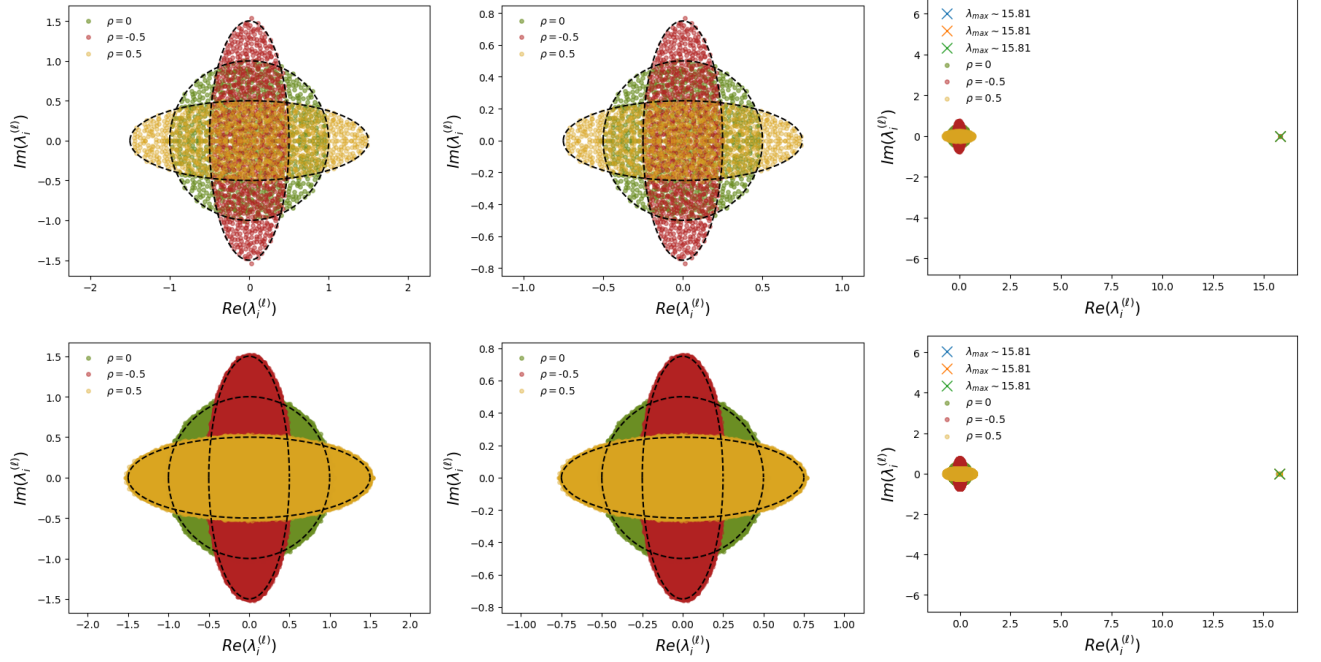 1.5
1.0
0.5
0.0
−0.5
−1.0
−1.5
Im(λ_i^(ℓ))
ρ = 0
ρ = -0.5
ρ = 0.5
−2 −1 0 1 2
Re(λ_i^(ℓ))
0.8
0.6
0.4
0.2
0.0
−0.2
−0.4
−0.6
−0.8
Im(λ_i^(ℓ))
ρ = 0
ρ = -0.5
ρ = 0.5
−1.0 −0.5 0.0 0.5 1.0
Re(λ_i^(ℓ))
6
4
2
0
−2
−4
−6
Im(λ_i^(ℓ))
λ_max ~ 15.81
λ_max ~ 15.81
λ_max ~ 15.81
ρ = 0
ρ = -0.5
ρ = 0.5
0.0 2.5 5.0 7.5 10.0 12.5 15.0
Re(λ_i^(ℓ))
1.5
1.0
0.5
0.0
−0.5
−1.0
−1.5
Im(λ_i^(ℓ))
ρ = 0
ρ = -0.5
ρ = 0.5
−2.0 −1.5 −1.0 −0.5 0.0 0.5 1.0 1.5 2.0
Re(λ_i^(ℓ))
0.8
0.6
0.4
0.2
0.0
−0.2
−0.4
−0.6
−0.8
Im(λ_i^(ℓ))
ρ = 0
ρ = -0.5
ρ = 0.5
−1.00 −0.75 −0.50 −0.25 0.00 0.25 0.50 0.75 1.00
Re(λ_i^(ℓ))
6
4
2
0
−2
−4
−6
Im(λ_i^(ℓ))
λ_max ~ 15.81
λ_max ~ 15.81
λ_max ~ 15.81
ρ = 0
ρ = -0.5
ρ = 0.5
0.0 2.5 5.0 7.5 10.0 12.5 15.0
Re(λ_i^(ℓ))